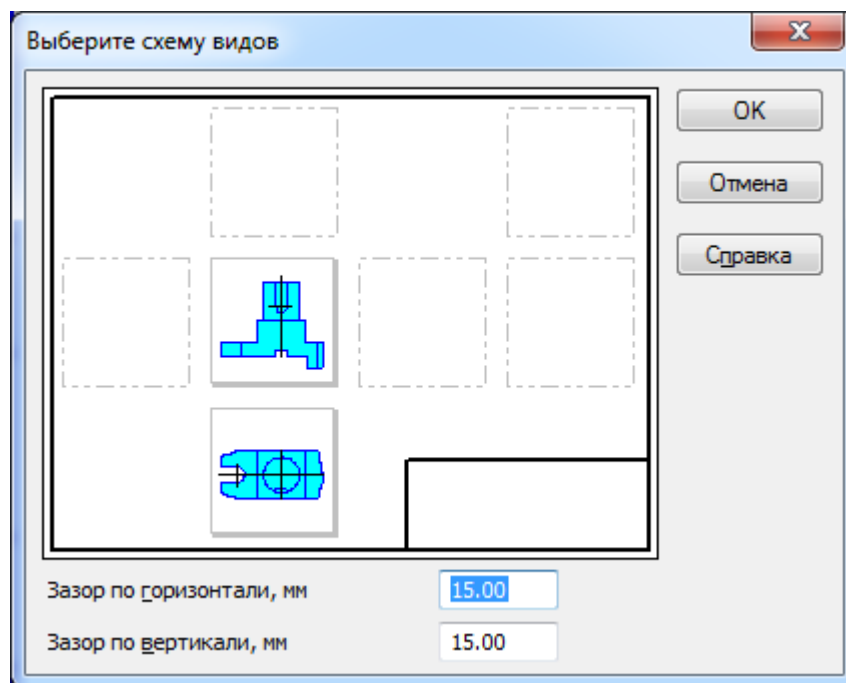 Выберите схему видов
OK
Отмена
Справка
Зазор по горизонтали, мм
15.00
Зазор по вертикали, мм
15.00